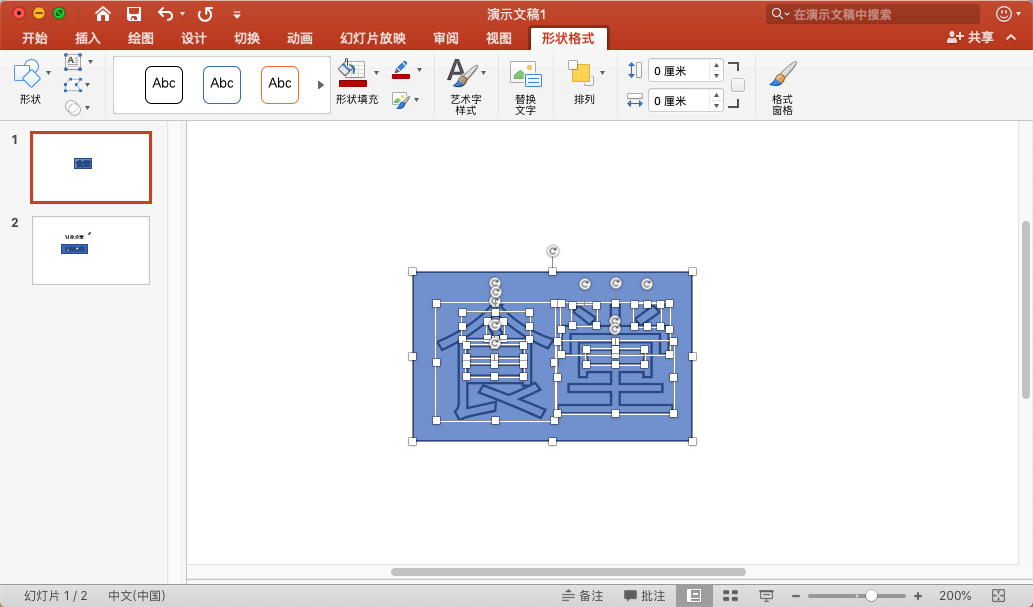 演示文稿1
在演示文稿中搜索
开始 插入 绘图 设计 切换 动画 幻灯片放映 审阅 视图 形状格式 共享
Abc Abc Abc
形状 形状填充 艺术字样式 替换文字 排列 0 厘米 0 厘米 格式窗格
1
2
食堂
幻灯片 1 / 2 中文(中国) 备注 批注 200%